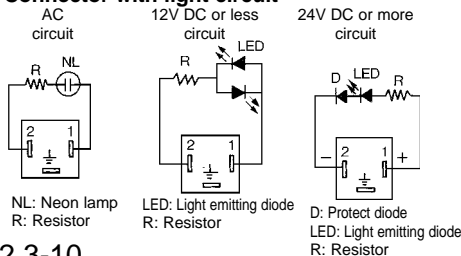 Connector with light circuit
AC
circuit
R
NL
2
1
NL: Neon lamp
R: Resistor
12V DC or less
circuit
LED
R
2
1
LED: Light emitting diode
R: Resistor
24V DC or more
circuit
D
LED
R
−
2
1
+
D: Protect diode
LED: Light emitting diode
R: Resistor
2.3-10